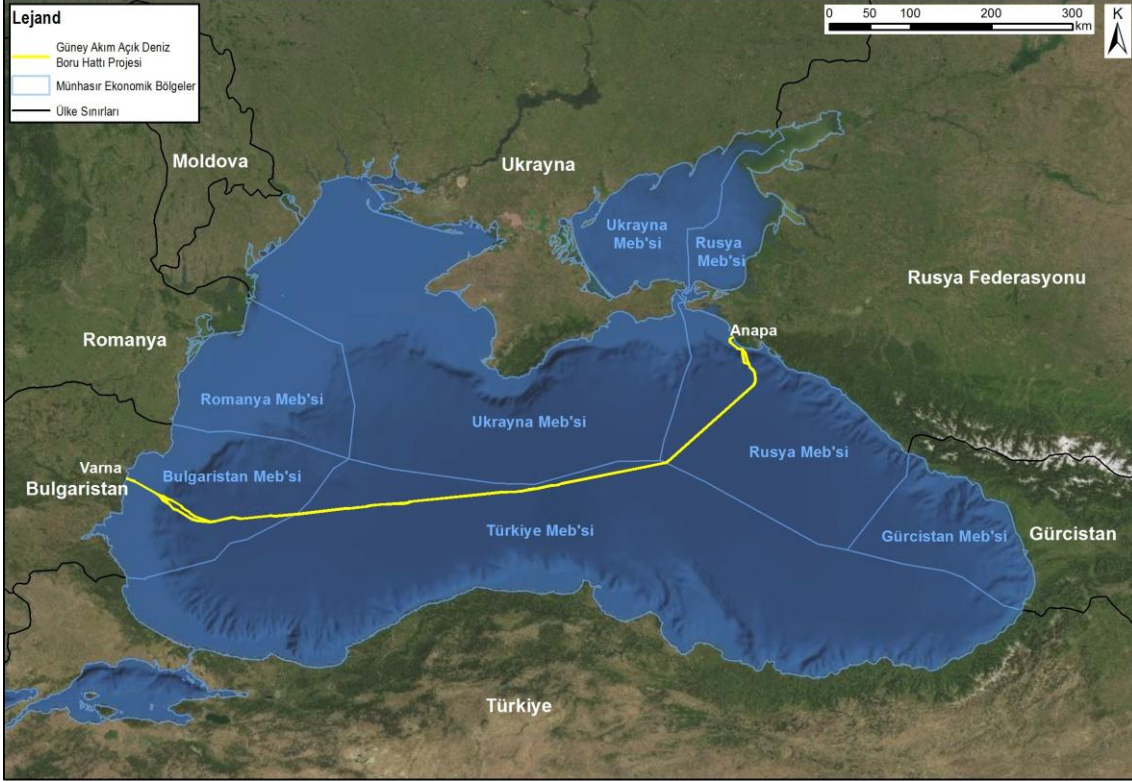 Lejand
Güney Akım Açık Deniz
Boru Hattı Projesi
Münhasır Ekonomik Bölgeler
Ülke Sınırları
0 50 100 200 300
km
K
Moldova
Ukrayna
Ukrayna
Meb'si
Rusya
Meb'si
Rusya Federasyonu
Anapa
Romanya
Romanya Meb'si
Ukrayna Meb'si
Rusya Meb'si
Varna
Bulgaristan
Bulgaristan Meb'si
Türkiye Meb'si
Gürcistan Meb'si
Gürcistan
Türkiye